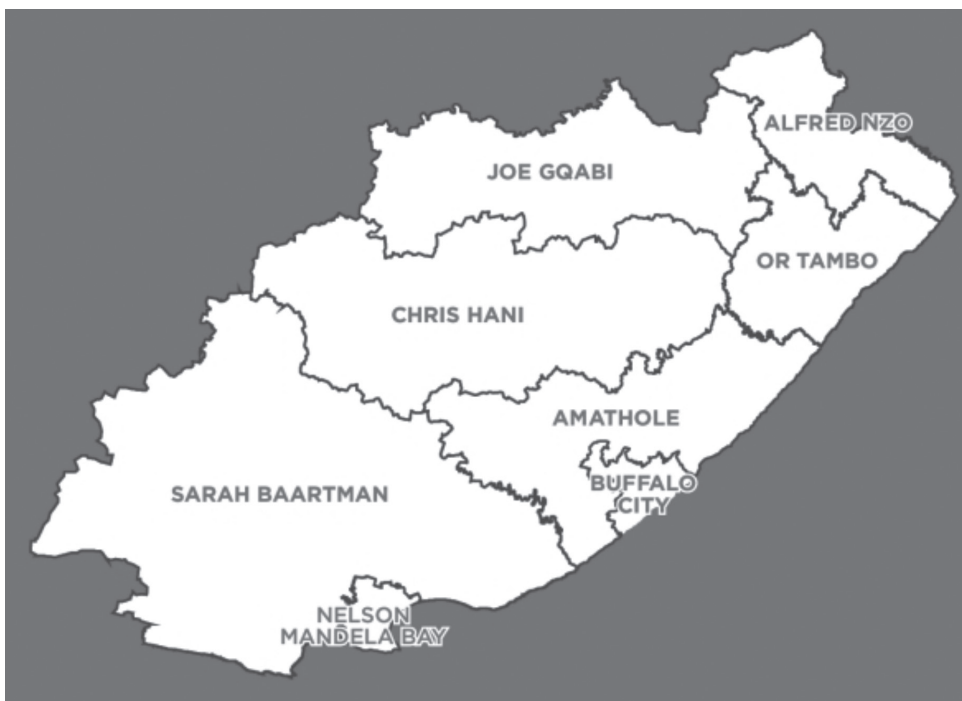 ALFRED NZO
JOE GQABI
OR TAMBO
CHRIS HANI
AMATHOLE
BUFFALO
CITY
SARAH BAARTMAN
NELSON
MANDELA BAY